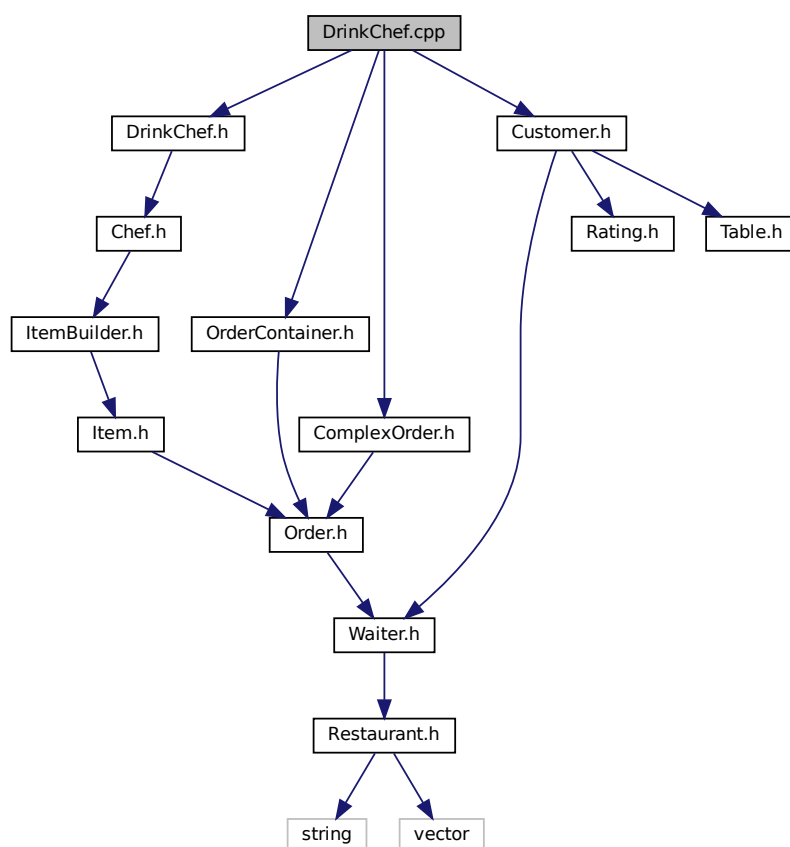 DrinkChef.cpp
DrinkChef.h
Customer.h
Chef.h
Rating.h
Table.h
ItemBuilder.h
OrderContainer.h
Item.h
ComplexOrder.h
Order.h
Waiter.h
Restaurant.h
string
vector